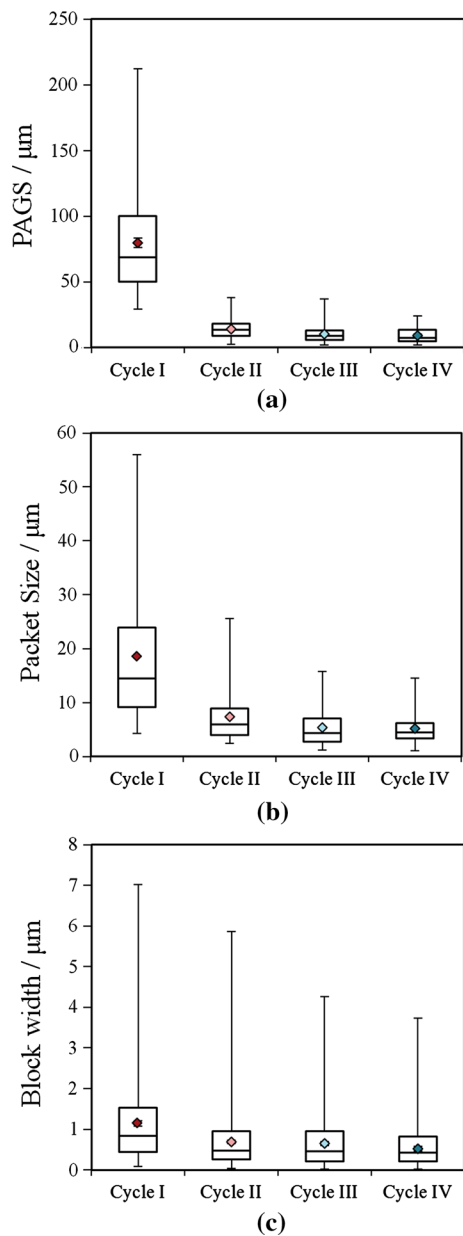 PAGS / μm
250
200
150
100
50
0
Cycle I Cycle II Cycle III Cycle IV
(a)
Packet Size / μm
60
50
40
30
20
10
0
Cycle I Cycle II Cycle III Cycle IV
(b)
Block width / μm
8
7
6
5
4
3
2
1
0
Cycle I Cycle II Cycle III Cycle IV
(c)